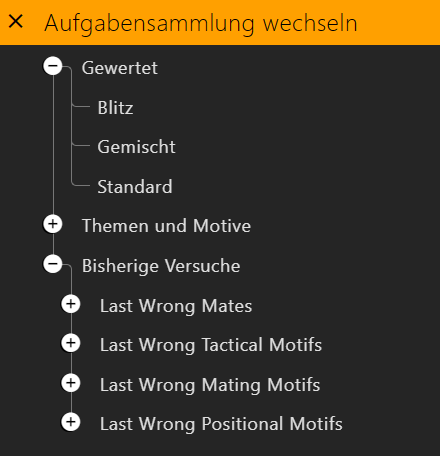 Aufgabensammlung wechseln
Gewertet
Blitz
Gemischt
Standard
Themen und Motive
Bisherige Versuche
Last Wrong Mates
Last Wrong Tactical Motifs
Last Wrong Mating Motifs
Last Wrong Positional Motifs